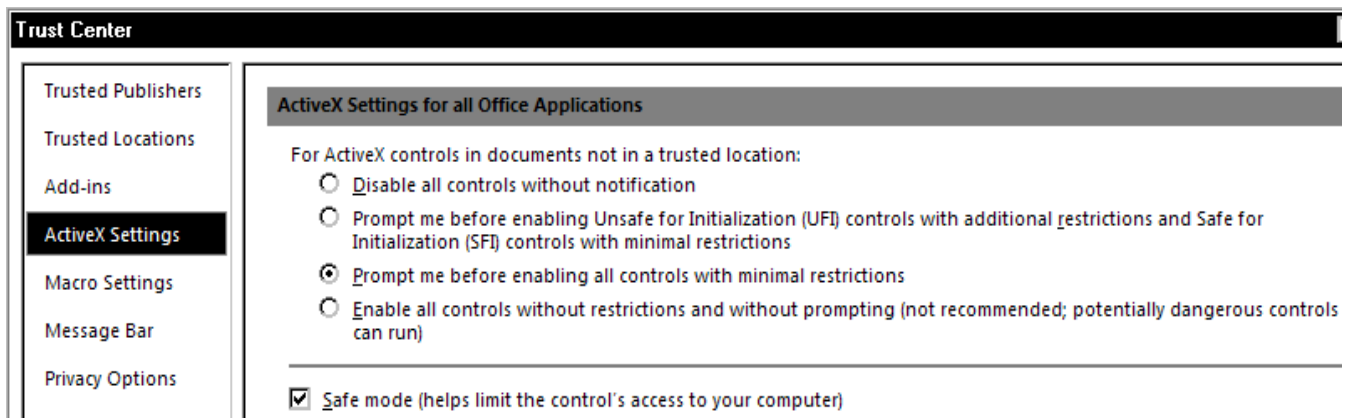 Trust Center
Trusted Publishers
Trusted Locations
Add-ins
ActiveX Settings
Macro Settings
Message Bar
Privacy Options
ActiveX Settings for all Office Applications
For ActiveX controls in documents not in a trusted location:
Disable all controls without notification
Prompt me before enabling Unsafe for Initialization (UFI) controls with additional restrictions and Safe for
Initialization (SFI) controls with minimal restrictions
Prompt me before enabling all controls with minimal restrictions
Enable all controls without restrictions and without prompting (not recommended; potentially dangerous controls
can run)
Safe mode (helps limit the control's access to your computer)